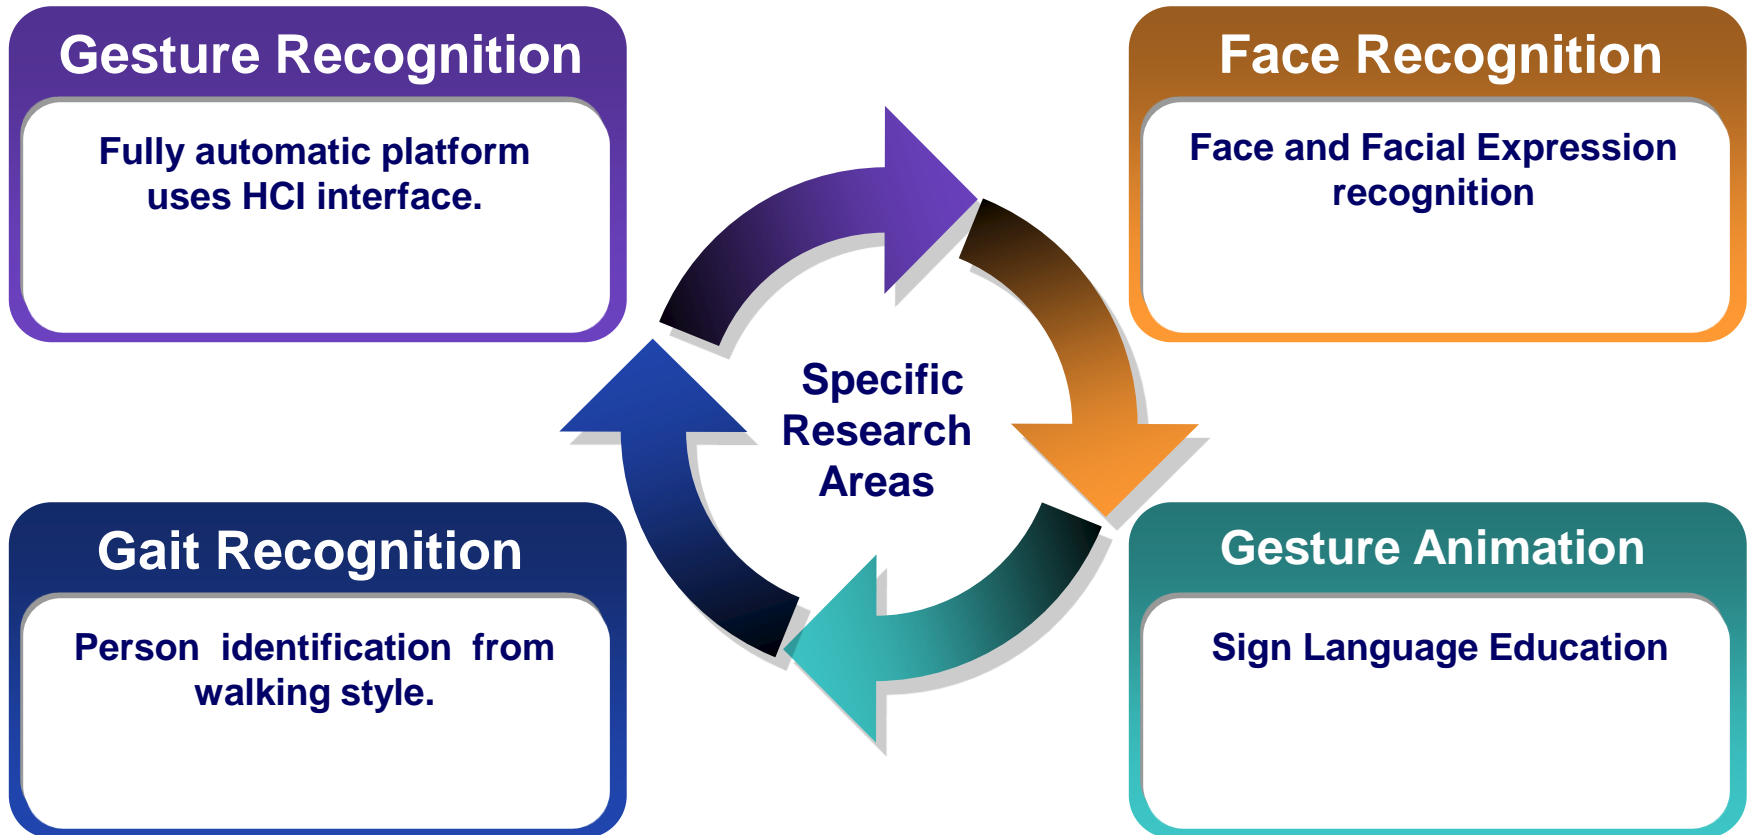 Gesture Recognition
Fully automatic platform
uses HCI interface.
Face Recognition
Face and Facial Expression
recognition
Specific
Research
Areas
Gait Recognition
Person identification from
walking style.
Gesture Animation
Sign Language Education